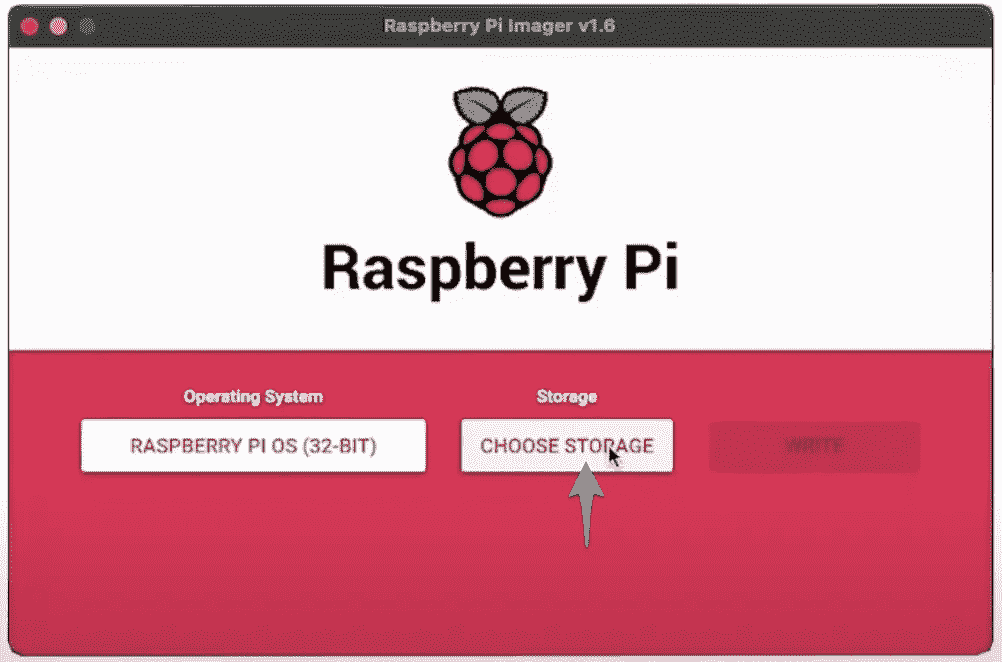 Raspberry Pi Imager v1.6
Raspberry Pi
Operating System
Storage
RASPBERRY PI OS (32-BIT)
CHOOSE STORAGE
WRITE